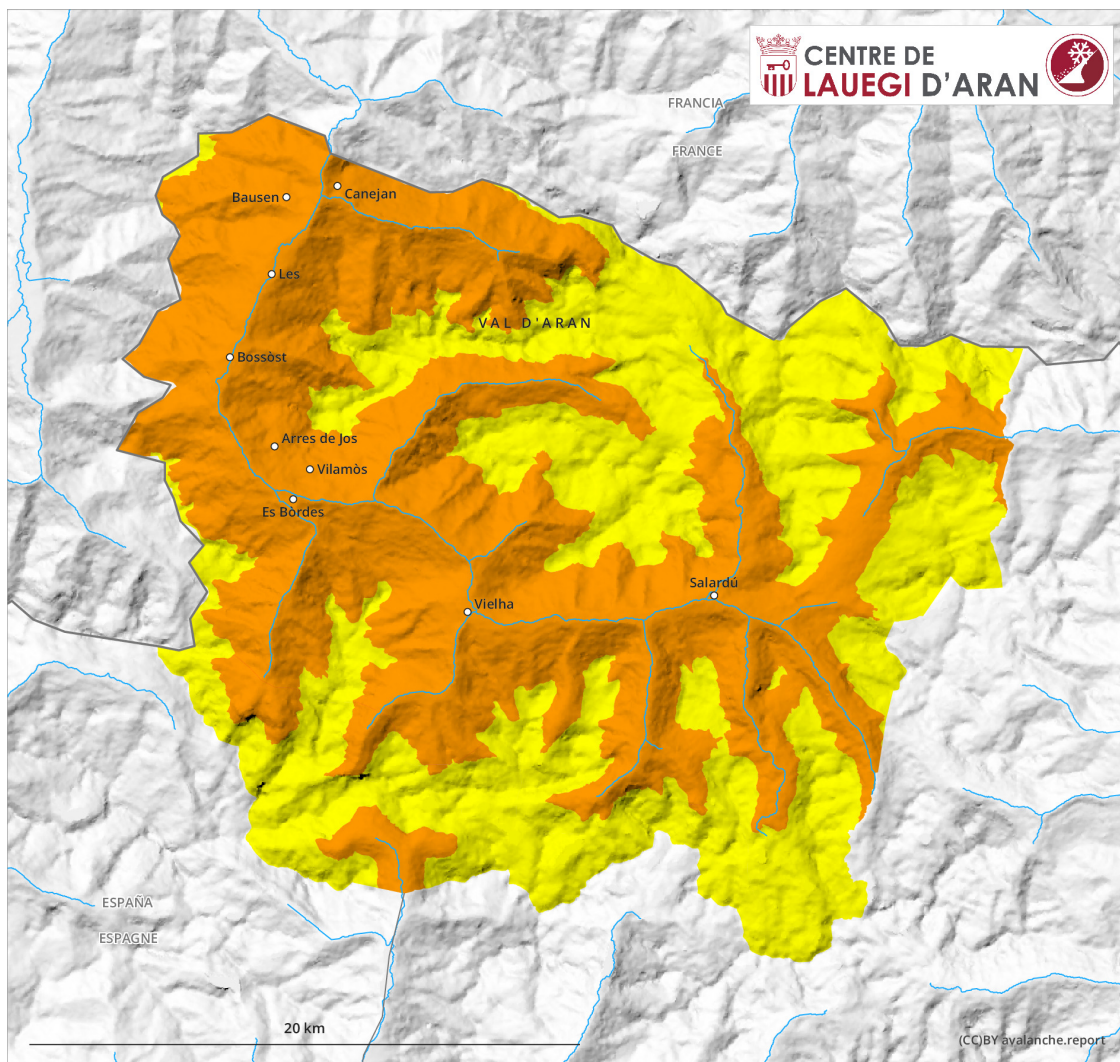 CENTRE DE
LAUEGI D'ARAN
FRANCIA
FRANCE
Bausen
Canejan
Les
VAL D'ARAN
Bossòst
Arres de Jos
Vilamòs
Es Bòrdes
Salardú
Vielha
ESPAÑA
ESPAGNE
20 km
(CC)BY avalanche.report